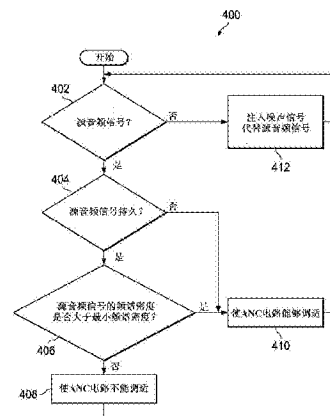 400
开始
402
源音频信号?
否
注入噪声信号
代替源音频信号
412
是
404
源音频信号持久?
否
是
源音频信号的频谱密度
是否大于最小频谱密度?
是
使ANC电路能够调适
406
410
否
408
使ANC电路不能调适